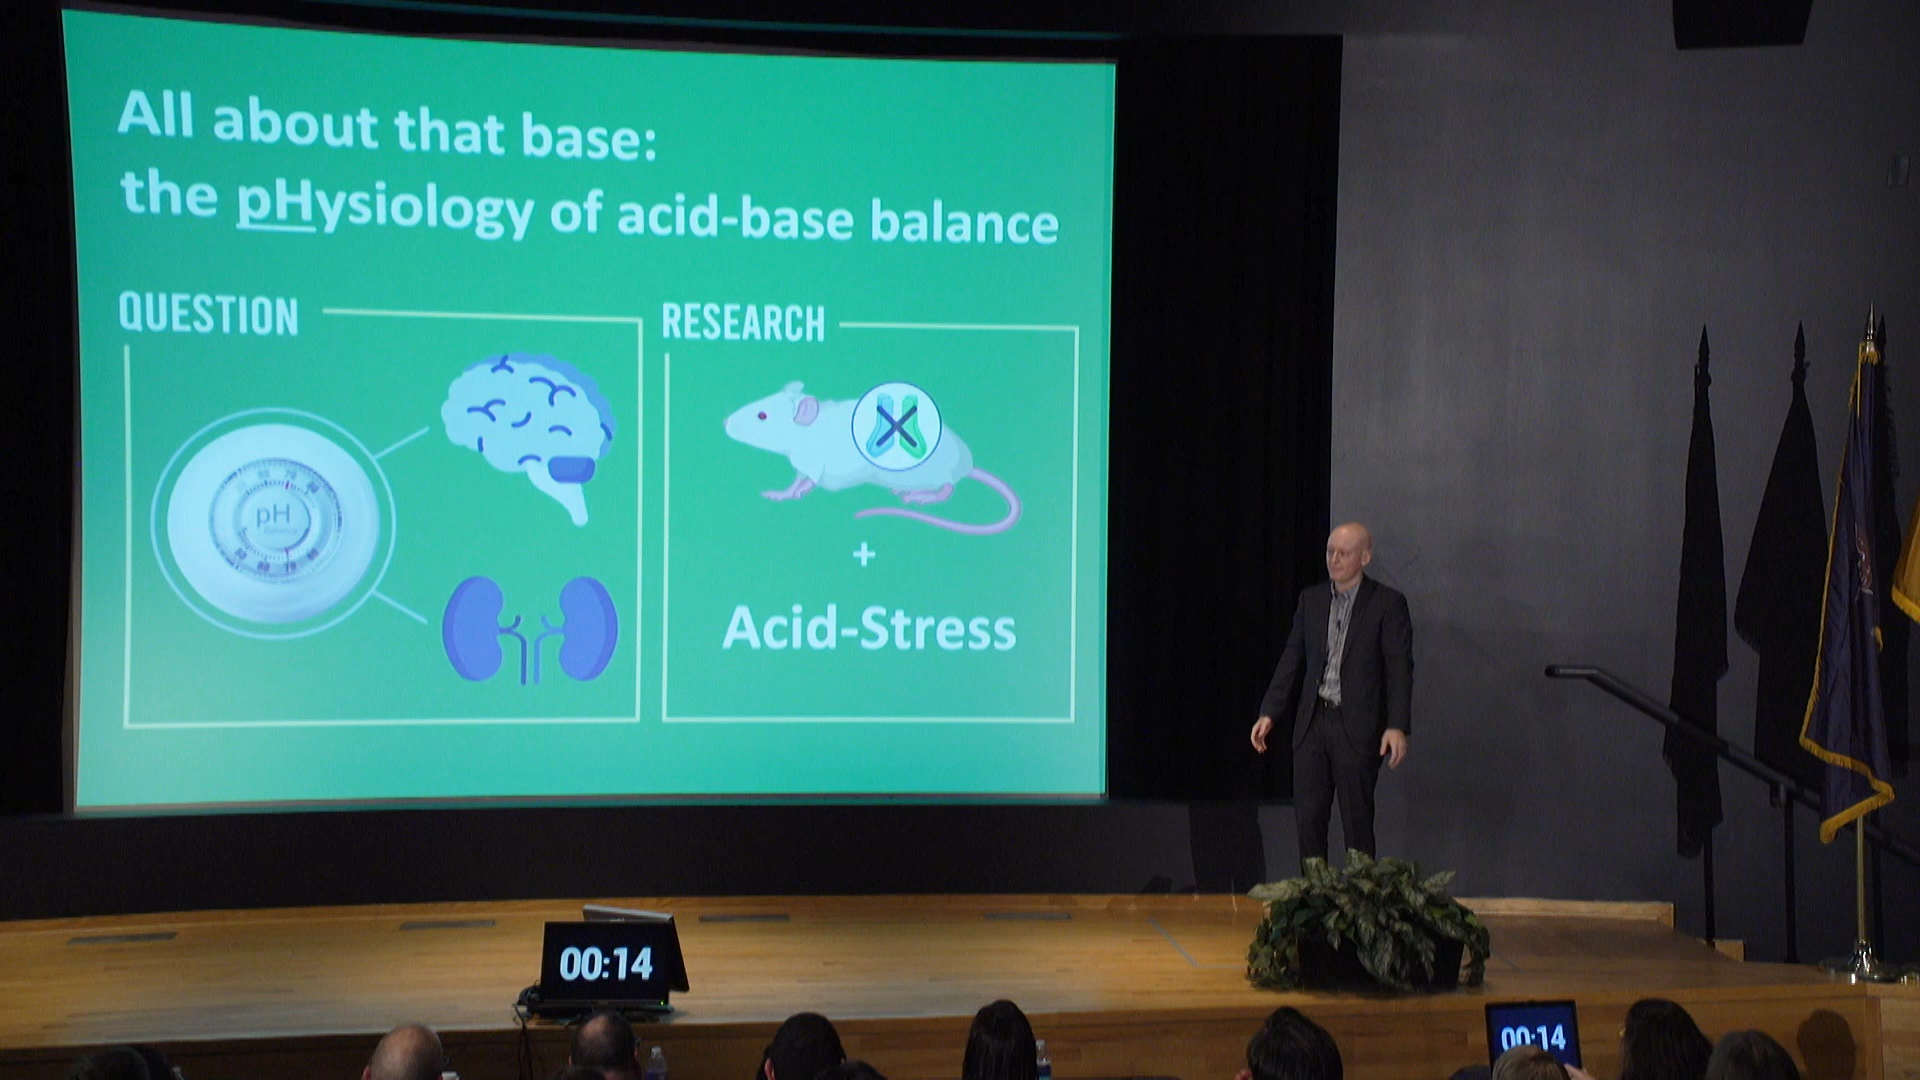 All about that base:
the pHysiology of acid-base balance
QUESTION
RESEARCH
pH
+
Acid-Stress
00:14
00:14